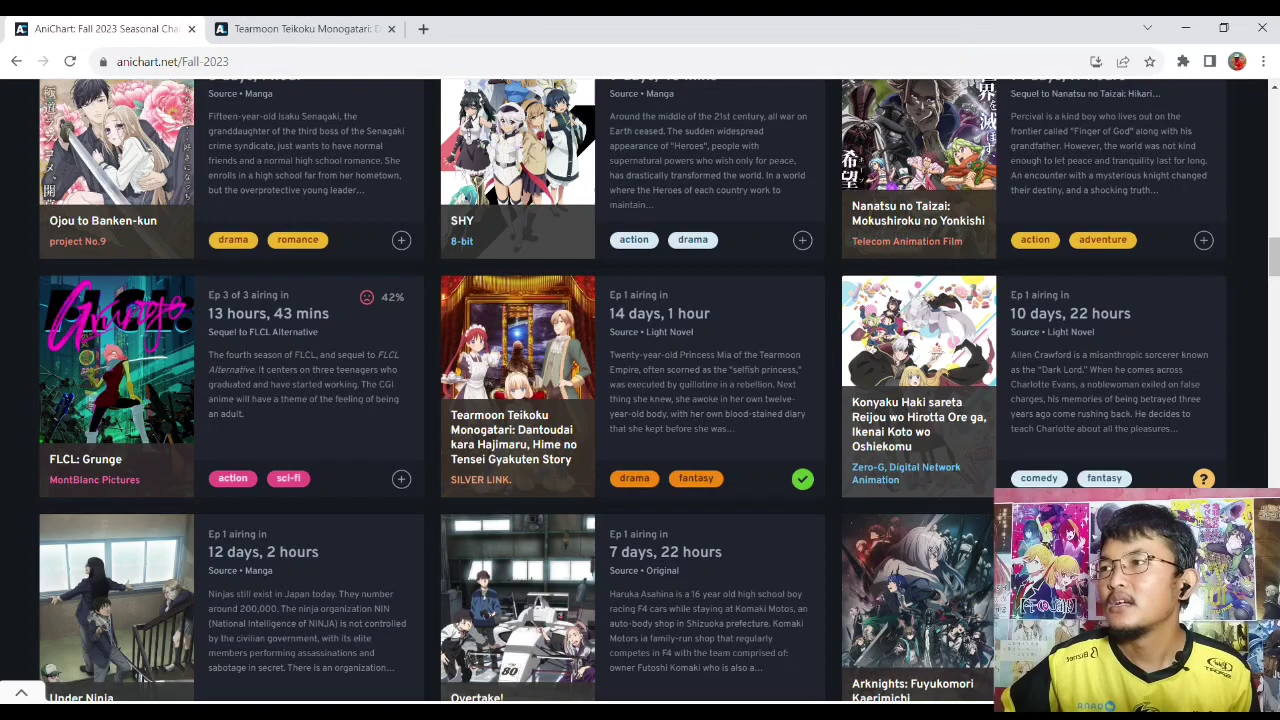 AniChart: Fall 2023 Seasonal Cha
Tearmoon Teikoku Monogatari: D
anichart.net/Fall-2023
Source • Manga
Fifteen-year-old Isaku Senagaki, the
granddaughter of the third boss of the Senagaki
crime syndicate, just wants to have normal
friends and a normal high school romance. She
enrolls in a high school far from her hometown,
but the overprotective young leader…
Ojou to Banken-kun
project No.9
drama
romance
Source • Manga
Around the middle of the 21st century, all war on
Earth ceased. The sudden widespread
appearance of "Heroes", people with
supernatural powers who wish only for peace,
has drastically transformed the world. In a world
where the Heroes of each country work to
maintain…
SHY
8-bit
action
drama
Sequel to Nanatsu no Taizai: Hikari…
Percival is a kind boy who lives out on the
frontier called "Finger of God" along with his
grandfather. However, the world was not kind
enough to let peace and tranquility last for long.
An encounter with a mysterious knight changed
their destiny, and a shocking truth…
Nanatsu no Taizai:
Mokushiroku no Yonkishi
Telecom Animation Film
action
adventure
Grunge
Ep 3 of 3 airing in
42%
13 hours, 43 mins
Sequel to FLCL Alternative
The fourth season of FLCL, and sequel to FLCL
Alternative. It centers on three teenagers who
graduated and have started working. The CGI
anime will have a theme of the feeling of being
an adult.
FLCL: Grunge
MontBlanc Pictures
action
sci-fi
Ep 1 airing in
14 days, 1 hour
Source • Light Novel
Twenty-year-old Princess Mia of the Tearmoon
Empire, often scorned as the "selfish princess,"
was executed by guillotine in a rebellion. Next
thing she knew, she awoke in her own twelve-
year-old body, with her own blood-stained diary
that she kept before she was…
Tearmoon Teikoku
Monogatari: Dantoudai
kara Hajimaru, Hime no
Tensei Gyakuten Story
SILVER LINK.
drama
fantasy
Ep 1 airing in
10 days, 22 hours
Source • Light Novel
Allen Crawford is a misanthropic sorcerer known
as the "Dark Lord." When he comes across
Charlotte Evans, a noblewoman exiled on false
charges, his memories of being betrayed three
years ago come rushing back. He decides to
teach Charlotte about all the pleasures…
Konyaku Haki sareta
Reijou wo Hirotta Ore ga,
Ikenai Koto wo
Oshiekomu
Zero-G, Digital Network
Animation
comedy
fantasy
?
Ep 1 airing in
12 days, 2 hours
Source • Manga
Ninjas still exist in Japan today. They number
around 200,000. The ninja organization NIN
(National Intelligence of NINJA) is not controlled
by the civilian government, with its elite
members performing assassinations and
sabotage in secret. There is an organization…
Under Ninja
Ep 1 airing in
7 days, 22 hours
Source • Original
Haruka Asahina is a 16 year old high school boy
racing F4 cars while staying at Komaki Motos, an
auto-body shop in Shizuoka prefecture. Komaki
Motors ia family-run shop that regularly
competes in F4 with the team comprised of:
owner Futoshi Komaki who is also a…
80
Overtake!
Arknights: Fuyukomori
Kaerimichi